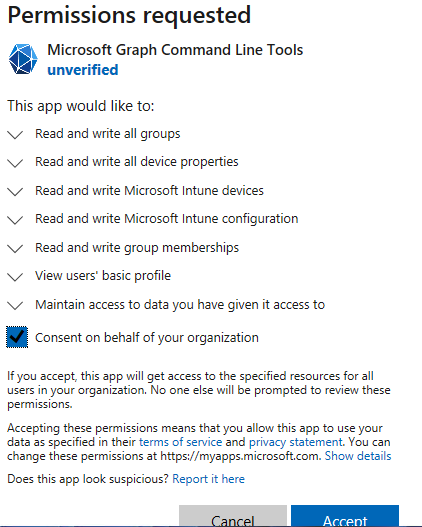 Permissions requested
Microsoft Graph Command Line Tools
unverified
This app would like to:
Read and write all groups
Read and write all device properties
Read and write Microsoft Intune devices
Read and write Microsoft Intune configuration
Read and write group memberships
View users' basic profile
Maintain access to data you have given it access to
Consent on behalf of your organization
If you accept, this app will get access to the specified resources for all
users in your organization. No one else will be prompted to review these
permissions.
Accepting these permissions means that you allow this app to use your
data as specified in their terms of service and privacy statement. You can
change these permissions at https://myapps.microsoft.com. Show details
Does this app look suspicious? Report it here
Cancel Accept